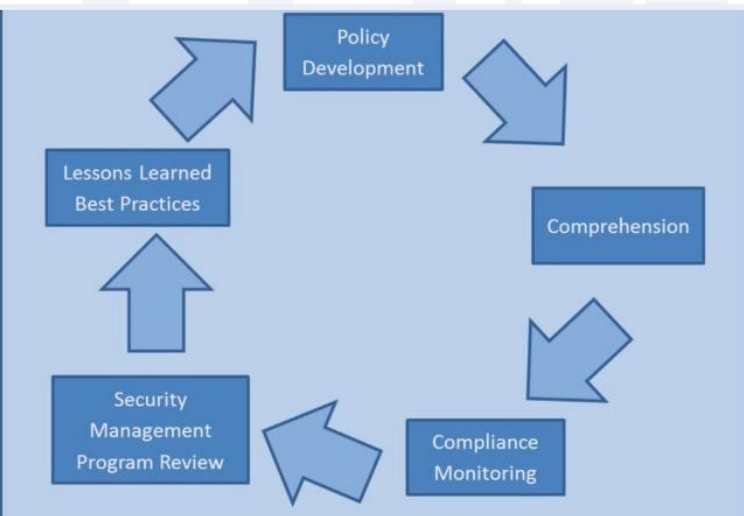 Policy
Development
Comprehension
Compliance
Monitoring
Security
Management
Program Review
Lessons Learned
Best Practices